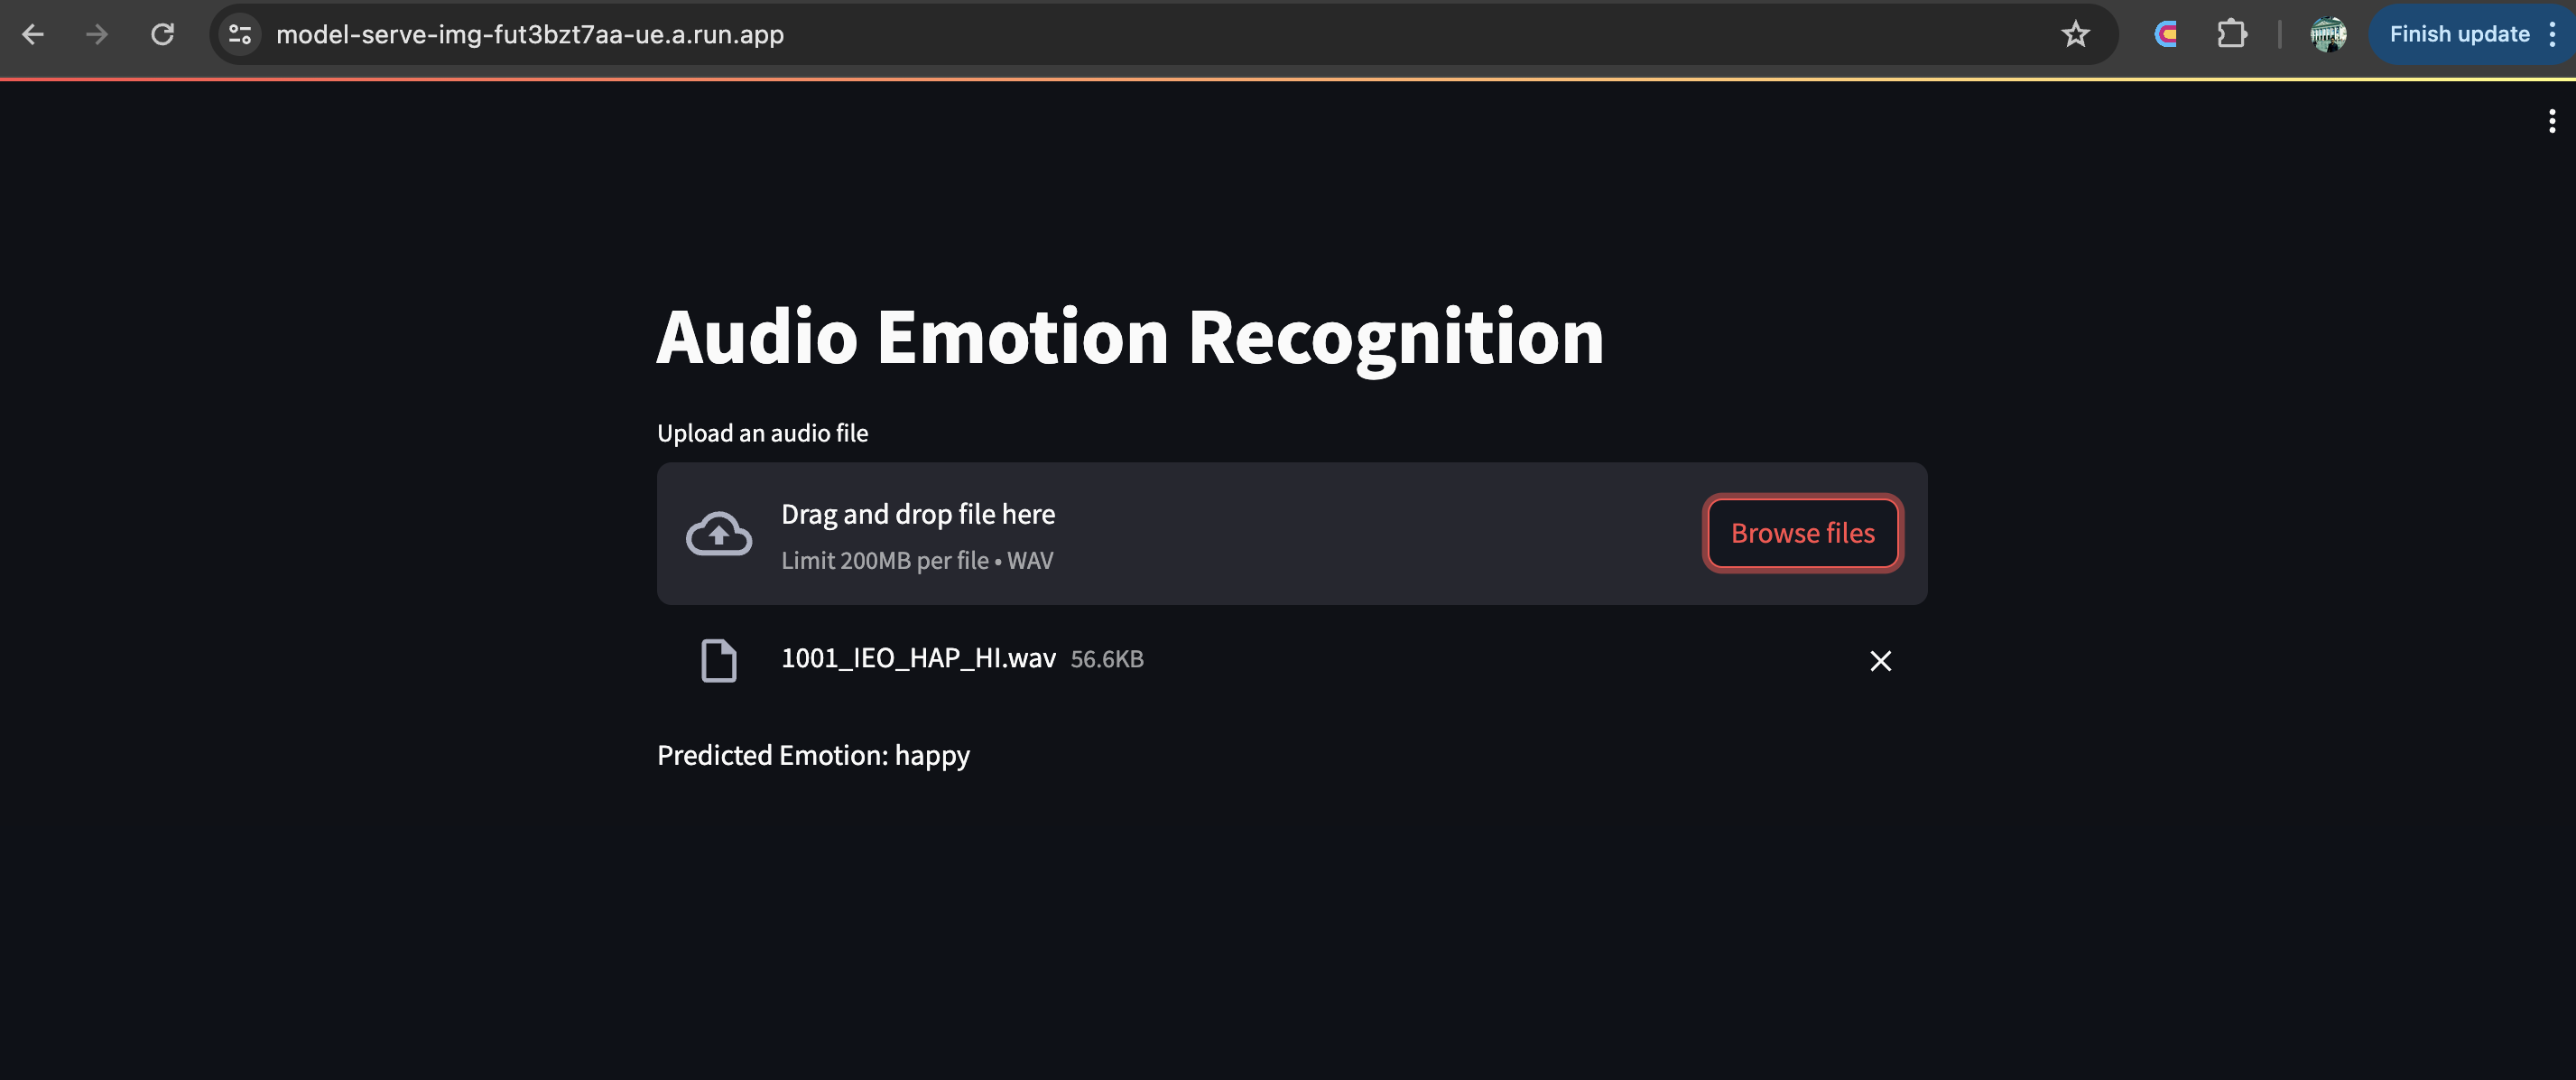 model-serve-img-fut3bzt7aa-ue.a.run.app
Finish update
Audio Emotion Recognition
Upload an audio file
Drag and drop file here
Limit 200MB per file • WAV
Browse files
1001_IEO_HAP_HI.wav 56.6KB
Predicted Emotion: happy